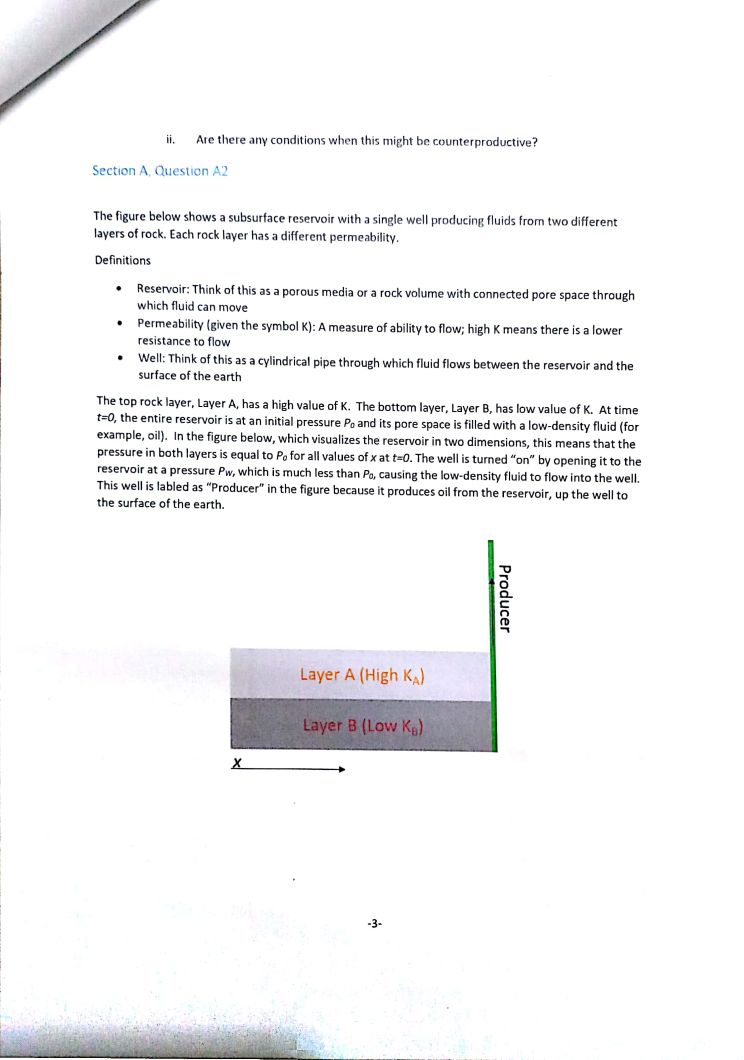 ii. Are there any conditions when this might be counterproductive?
Section A, Question A2
The figure below shows a subsurface reservoir with a single well producing fluids from two different
layers of rock. Each rock layer has a different permeability.
Definitions
• Reservoir: Think of this as a porous media or a rock volume with connected pore space through
which fluid can move
• Permeability (given the symbol K): A measure of ability to flow; high K means there is a lower
resistance to flow
• Well: Think of this as a cylindrical pipe through which fluid flows between the reservoir and the
surface of the earth
The top rock layer, Layer A, has a high value of K. The bottom layer, Layer B, has low value of K. At time
t=0, the entire reservoir is at an initial pressure P₀ and its pore space is filled with a low-density fluid (for
example, oil). In the figure below, which visualizes the reservoir in two dimensions, this means that the
pressure in both layers is equal to P₀ for all values of x at t=0. The well is turned "on" by opening it to the
reservoir at a pressure Pw, which is much less than P₀, causing the low-density fluid to flow into the well.
This well is labled as "Producer" in the figure because it produces oil from the reservoir, up the well to
the surface of the earth.
Producer
Layer A (High KA)
Layer B (Low KB)
X
-3-